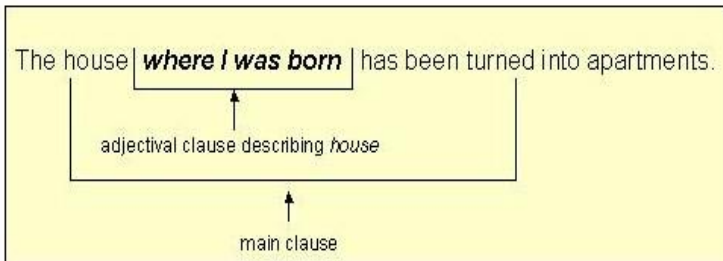 The house where I was born has been turned into apartments.
adjectival clause describing house
main clause